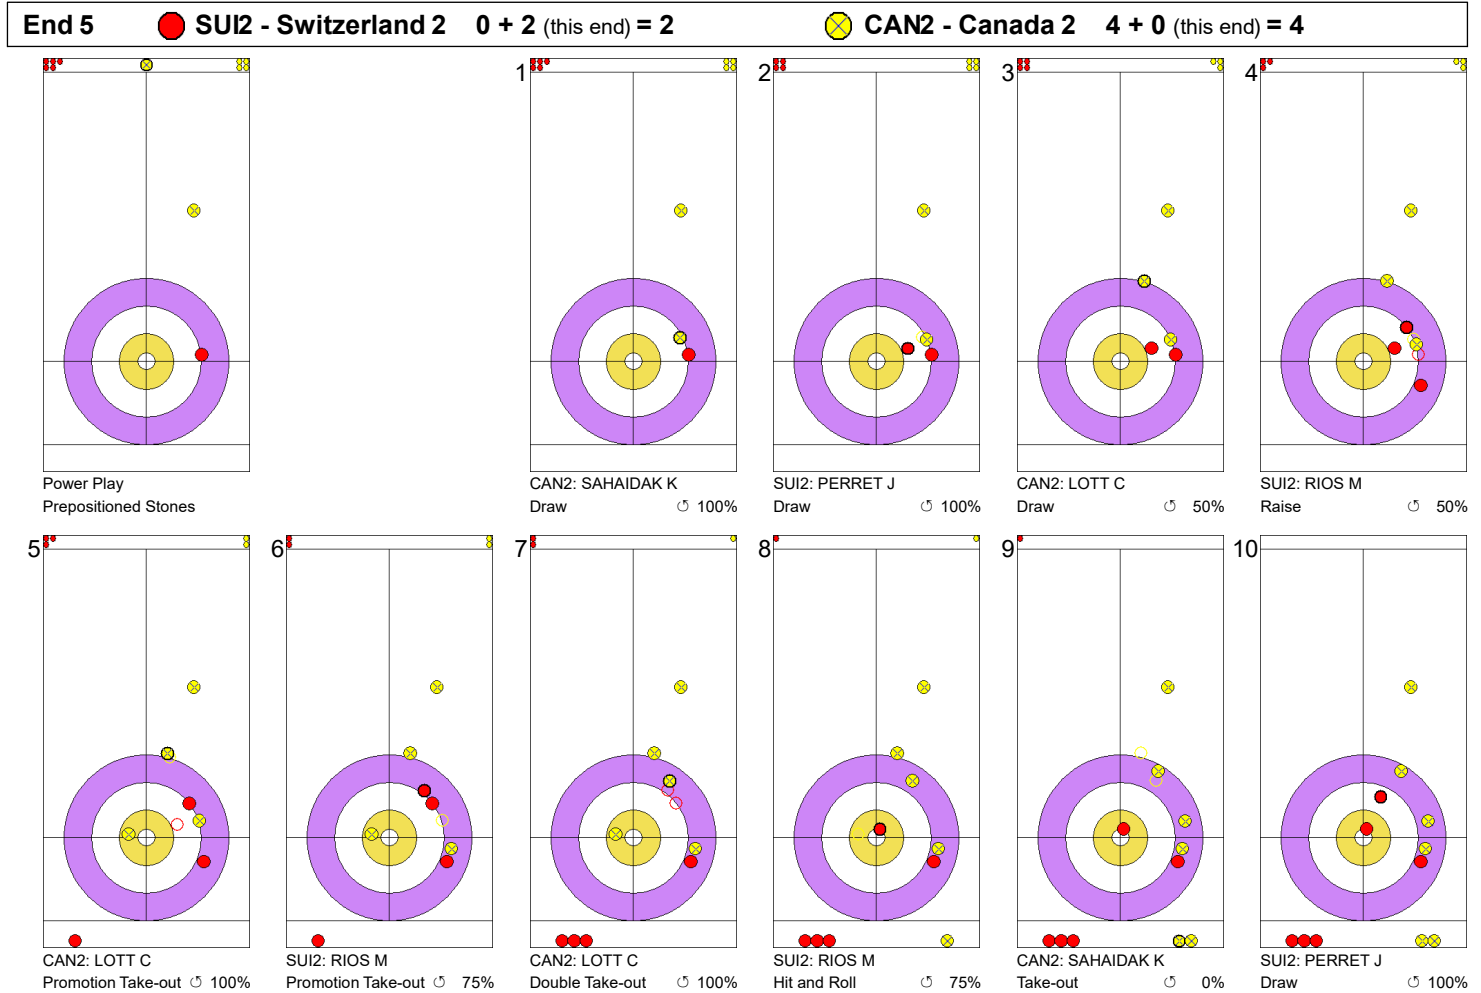 End 5 SUI2 - Switzerland 2 0 + 2 (this end) = 2 CAN2 - Canada 2 4 + 0 (this end) = 4
1 2 3 4
Power Play CAN2: SAHAIDAK K SUI2: PERRET J CAN2: LOTT C SUI2: RIOS M
Prepositioned Stones Draw ↺ 100% Draw ↺ 100% Draw ↺ 50% Raise ↺ 50%
5 6 7 8 9 10
CAN2: LOTT C SUI2: RIOS M CAN2: LOTT C SUI2: RIOS M CAN2: SAHAIDAK K SUI2: PERRET J
Promotion Take-out ↺ 100% Promotion Take-out ↺ 75% Double Take-out ↺ 100% Hit and Roll ↺ 75% Take-out ↺ 0% Draw ↺ 100%